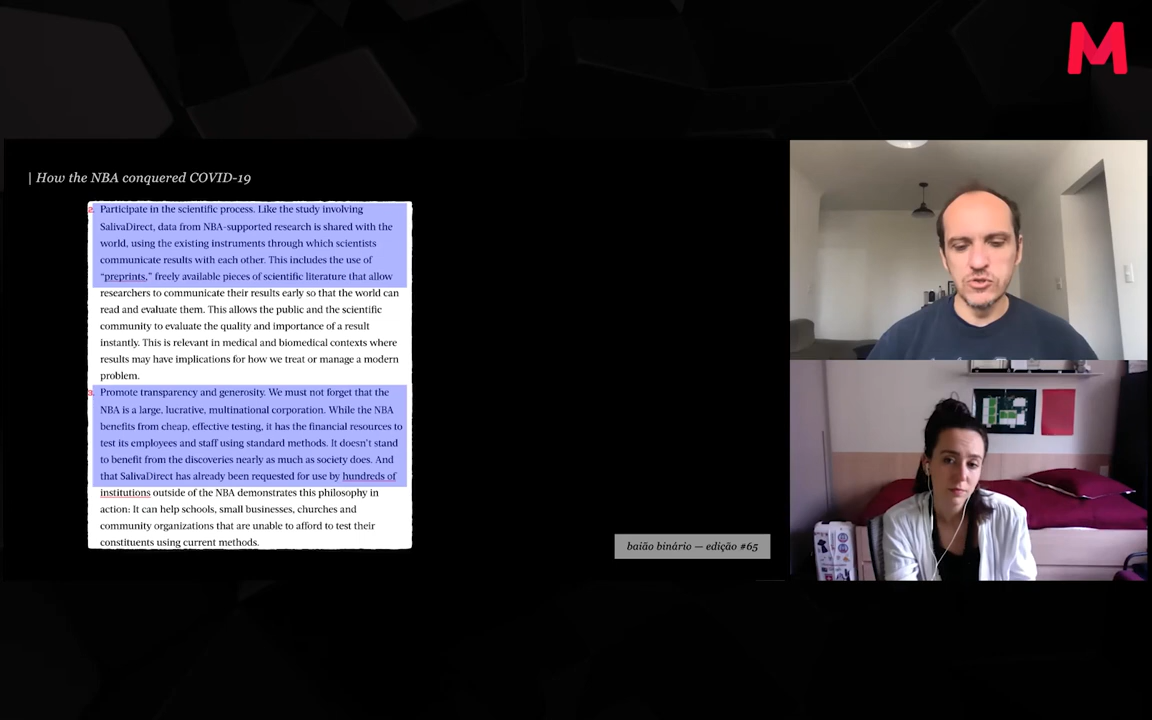 M
| How the NBA conquered COVID-19
2. Participate in the scientific process. Like the study involving
SalivaDirect, data from NBA-supported research is shared with the
world, using the existing instruments through which scientists
communicate results with each other. This includes the use of
“preprints,” freely available pieces of scientific literature that allow
researchers to communicate their results early so that the world can
read and evaluate them. This allows the public and the scientific
community to evaluate the quality and importance of a result
instantly. This is relevant in medical and biomedical contexts where
results may have implications for how we treat or manage a modern
problem.
3. Promote transparency and generosity. We must not forget that the
NBA is a large, lucrative, multinational corporation. While the NBA
benefits from cheap, effective testing, it has the financial resources to
test its employees and staff using standard methods. It doesn't stand
to benefit from the discoveries nearly as much as society does. And
that SalivaDirect has already been requested for use by hundreds of
institutions outside of the NBA demonstrates this philosophy in
action: It can help schools, small businesses, churches and
community organizations that are unable to afford to test their
constituents using current methods.
baião binário — edição #65